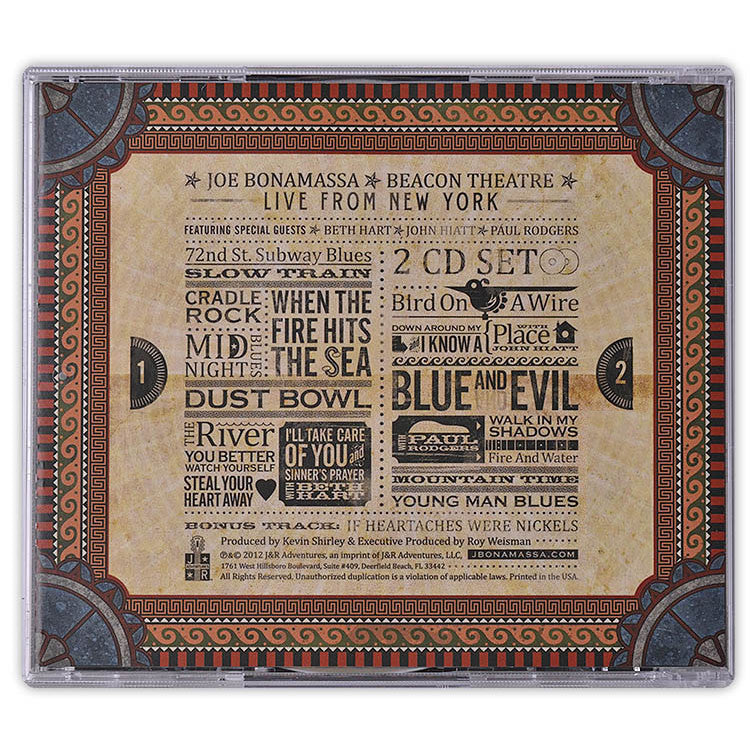 ★ JOE BONAMASSA ★ BEACON THEATRE ★
LIVE FROM NEW YORK
FEATURING SPECIAL GUESTS ★ BETH HART ★ JOHN HIATT ★ PAUL RODGERS
1
72nd St. Subway Blues
SLOW TRAIN
CRADLE
ROCK
WHEN THE
FIRE HITS
THE SEA
MID
NIGHT
BLUES
DUST BOWL
THE River
YOU BETTER
WATCH YOURSELF
STEAL YOUR
HEART AWAY
I'LL TAKE CARE
OF YOU and
SINNER'S PRAYER
WITH BETH
HART
2 CD SET
Bird On A Wire
DOWN AROUND MY
Place
and I KNOW A
WITH
JOHN HIATT
BLUE AND EVIL
2
WITH PAUL
RODGERS
WALK IN MY
SHADOWS
Fire And Water
MOUNTAIN TIME
YOUNG MAN BLUES
BONUS TRACK: IF HEARTACHES WERE NICKELS
J R
Produced by Kevin Shirley & Executive Produced by Roy Weisman
℗&© 2012 J&R Adventures, an imprint of J&R Adventures, LLC,
JBONAMASSA.COM
1761 West Hillsboro Boulevard, Suite #409, Deerfield Beach, FL 33442
All Rights Reserved. Unauthorized duplication is a violation of applicable laws. Printed in the USA.